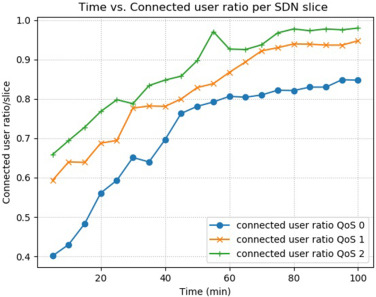 Time vs. Connected user ratio per SDN slice
Connected user ratio/slice
1.0
0.9
0.8
0.7
0.6
0.5
0.4
connected user ratio QoS 0
connected user ratio QoS 1
connected user ratio QoS 2
20
40
60
80
100
Time (min)